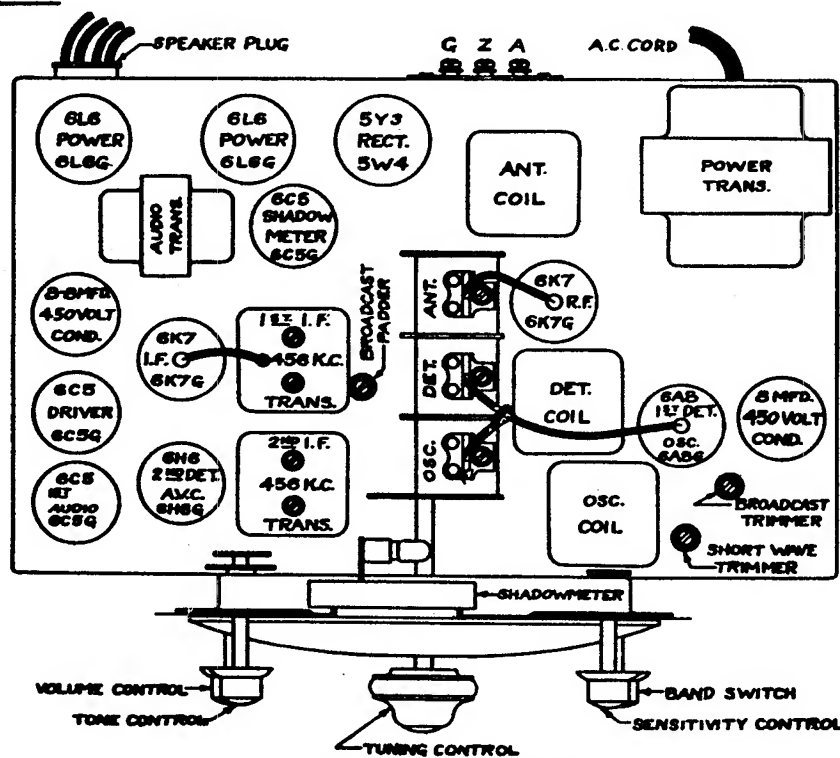 SPEAKER PLUG
G Z A
A.C. CORD
6L6
POWER
6L6G
6L6
POWER
6L6G
5Y3
RECT.
5W4
ANT.
COIL
POWER
TRANS.
AUDIO
TRANS.
6C5
SHADOW
METER
6C5G
8-8MFD.
450VOLT
COND.
6K7
I.F.
6K7G
1ST I.F.
456 K.C.
TRANS.
BROADCAST
PADDER
ANT.
DET.
OSC.
6K7
R.F.
6K7G
DET.
COIL
6A8
1ST DET.
OSC.
6A8G
8 MFD.
450 VOLT
COND.
6C5
DRIVER
6C5G
6C5
1ST
AUDIO
6C5G
6H6
2ND DET.
A.V.C.
6H6G
2ND I.F.
456 K.C.
TRANS.
OSC.
COIL
BROADCAST
TRIMMER
SHORT WAVE
TRIMMER
SHADOWMETER
VOLUME CONTROL
TONE CONTROL
TUNING CONTROL
BAND SWITCH
SENSITIVITY CONTROL